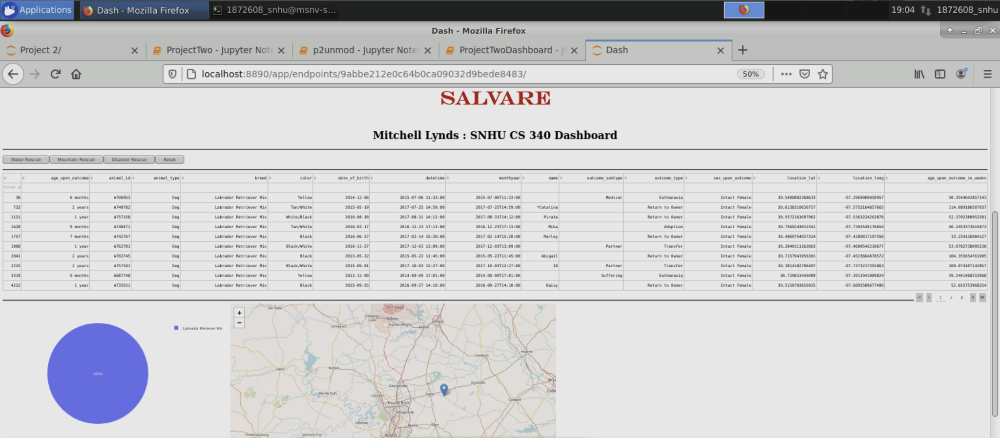 Applications Dash - Mozilla Firefox 1872608_snhu@msnv-s... 19:04 1872608_snhu
Dash - Mozilla Firefox
Project 2/ ProjectTwo - Jupyter Note p2unmod - Jupyter Note ProjectTwoDashboard - J Dash
localhost:8890/app/endpoints/9abbe212e0c64b0ca09032d9bede8483/ 50%
SALVARE
Mitchell Lynds : SNHU CS 340 Dashboard
Water Rescue Mountain Rescue Disaster Rescue Reset
age_upon_outcome animal_id animal_type breed color date_of_birth datetime monthyear name outcome_subtype outcome_type sex_upon_outcome location_lat location_long age_upon_outcome_in_weeks
filter d
36 6 months A706953 Dog Labrador Retriever Mix Yellow 2014-12-06 2015-07-06 11:33:00 2015-07-06T11:33:00 Medical Euthanasia Intact Female 30.5480802368633 -97.2969969058957 30.3544642857143
732 2 years A749782 Dog Labrador Retriever Mix Tan/White 2015-05-19 2017-07-25 14:59:00 2017-07-25T14:59:00 *Catalina Return to Owner Intact Female 30.6138310636757 -97.5752164857665 114.089186507937
1121 1 year A757158 Dog Labrador Retriever Mix White/Black 2016-08-30 2017-08-31 14:12:00 2017-08-31T14:12:00 Pirata Return to Owner Intact Female 30.5572161697962 -97.5363224263878 52.3702380952381
1628 9 months A740471 Dog Labrador Retriever Mix Tan/White 2016-03-17 2016-12-23 17:13:00 2016-12-23T17:13:00 Mika Adoption Intact Female 30.7569243032341 -97.7392549176654 40.2453373015873
1757 7 months A742767 Dog Labrador Retriever Mix Black 2016-06-27 2017-02-14 15:20:00 2017-02-14T15:20:00 Marley Return to Owner Intact Female 30.4869754937324 -97.4280017197358 33.234126984127
1988 1 year A762781 Dog Labrador Retriever Mix Black/White 2016-11-27 2017-12-03 13:09:00 2017-12-03T13:09:00 Partner Transfer Intact Female 30.2840111162863 -97.4600542219677 53.0782738095238
2041 2 years A702745 Dog Labrador Retriever Mix Black 2013-05-22 2015-05-22 11:45:00 2015-05-22T11:45:00 Abigail Return to Owner Intact Female 30.7157941956301 -97.4523664870572 104.355654761905
2225 2 years A757341 Dog Labrador Retriever Mix Black/White 2015-09-01 2017-10-03 12:27:00 2017-10-03T12:27:00 19 Partner Transfer Intact Female 30.3814182796497 -97.7373217391863 109.074107142857
3319 9 months A687748 Dog Labrador Retriever Mix Yellow 2013-12-09 2014-09-09 17:01:00 2014-09-09T17:01:00 Suffering Euthanasia Intact Female 30.729653440489 -97.3912941009824 39.2441468253968
4222 1 year A735551 Dog Labrador Retriever Mix Black 2015-09-25 2016-09-27 14:10:00 2016-09-27T14:10:00 Daisy Return to Owner Intact Female 30.5150703656925 -97.6092589677489 52.655753968254
1 / 2
+
−
San Saba
Fort Hood
Copperas Cove
Killeen
Harker Heights
Temple
Belton
Lampasas
Labrador Retriever Mix
100%
Hearne
Cameron
Burnet
Llano
Rockdale
Georgetown
Marble Falls
Leander
Taylor
Caldwell
Round Rock
Pflugerville
Lakeway
Manor
Elgin
Fredericksburg
Johnson City
Austin